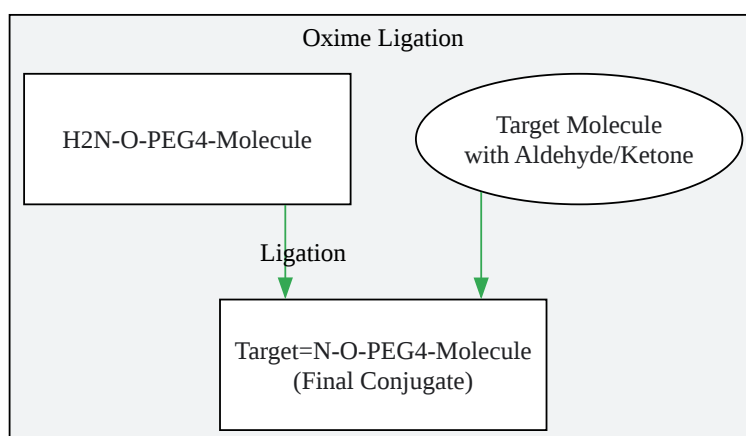 Oxime Ligation
H2N-O-PEG4-Molecule
Target Molecule
with Aldehyde/Ketone
Ligation
Target=N-O-PEG4-Molecule
(Final Conjugate)